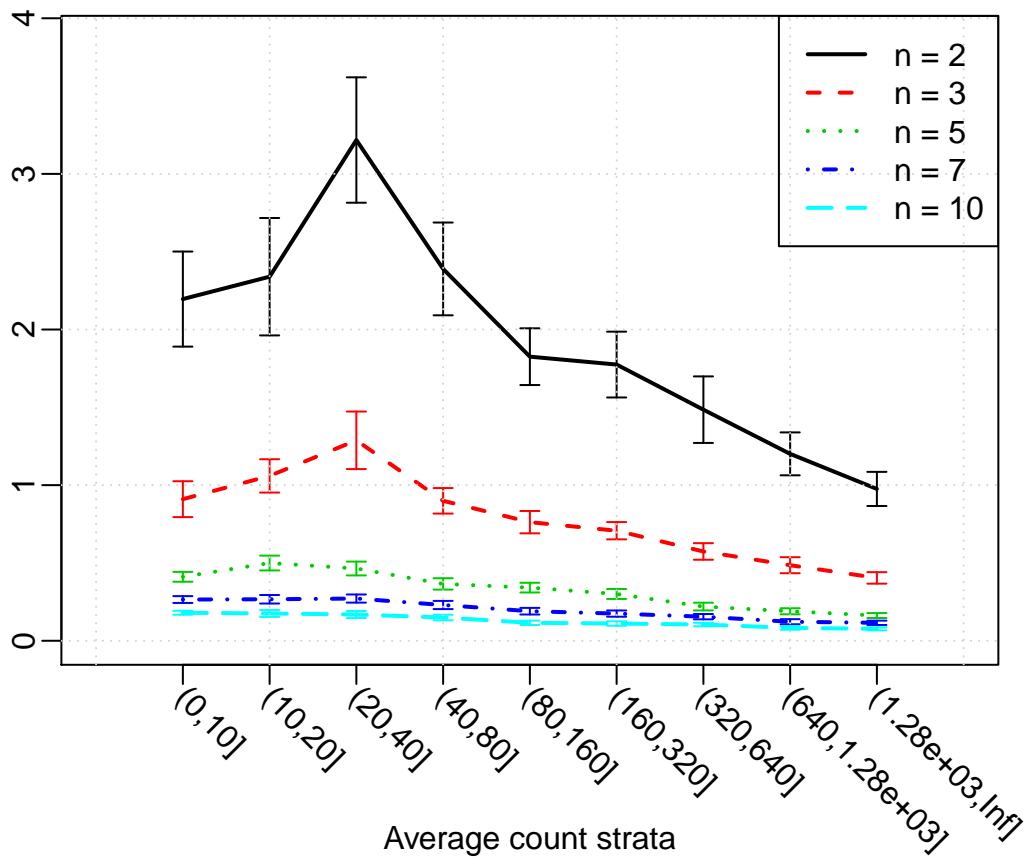 4
3
2
1
0
n = 2
n = 3
n = 5
n = 7
n = 10
(0,10]
(10,20]
(20,40]
(40,80]
(80,160]
(160,320]
(320,640]
(640,1.28e+03]
(1.28e+03,Inf]
Average count strata